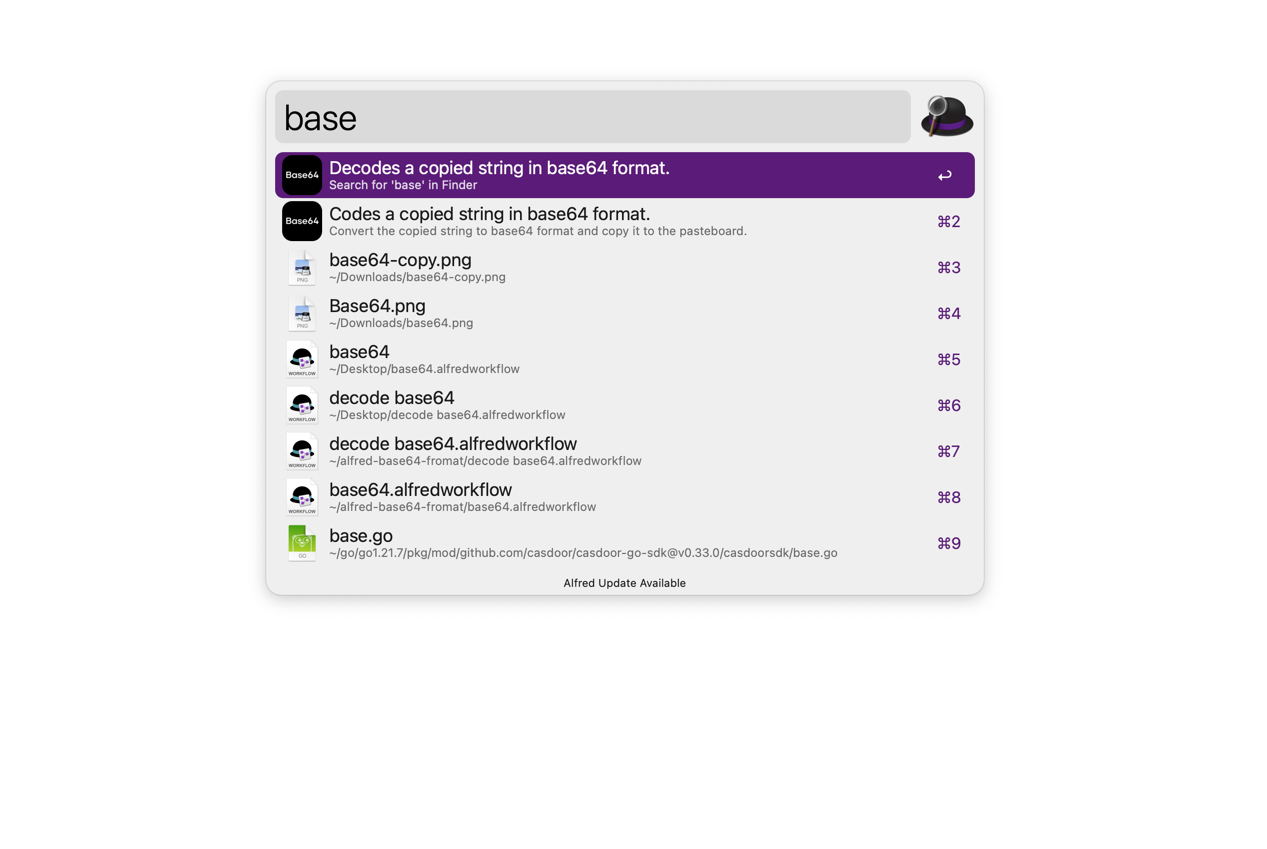 base
Base64
Decodes a copied string in base64 format.
↩
Search for 'base' in Finder
Base64
Codes a copied string in base64 format.
⌘2
Convert the copied string to base64 format and copy it to the pasteboard.
base64-copy.png
⌘3
~/Downloads/base64-copy.png
PNG
Base64.png
⌘4
~/Downloads/base64.png
PNG
base64
⌘5
~/Desktop/base64.alfredworkflow
WORKFLOW
decode base64
⌘6
~/Desktop/decode base64.alfredworkflow
WORKFLOW
decode base64.alfredworkflow
⌘7
~/alfred-base64-fromat/decode base64.alfredworkflow
WORKFLOW
base64.alfredworkflow
⌘8
~/alfred-base64-fromat/base64.alfredworkflow
WORKFLOW
base.go
⌘9
~/go/go1.21.7/pkg/mod/github.com/casdoor/casdoor-go-sdk@v0.33.0/casdoorsdk/base.go
GO
Alfred Update Available